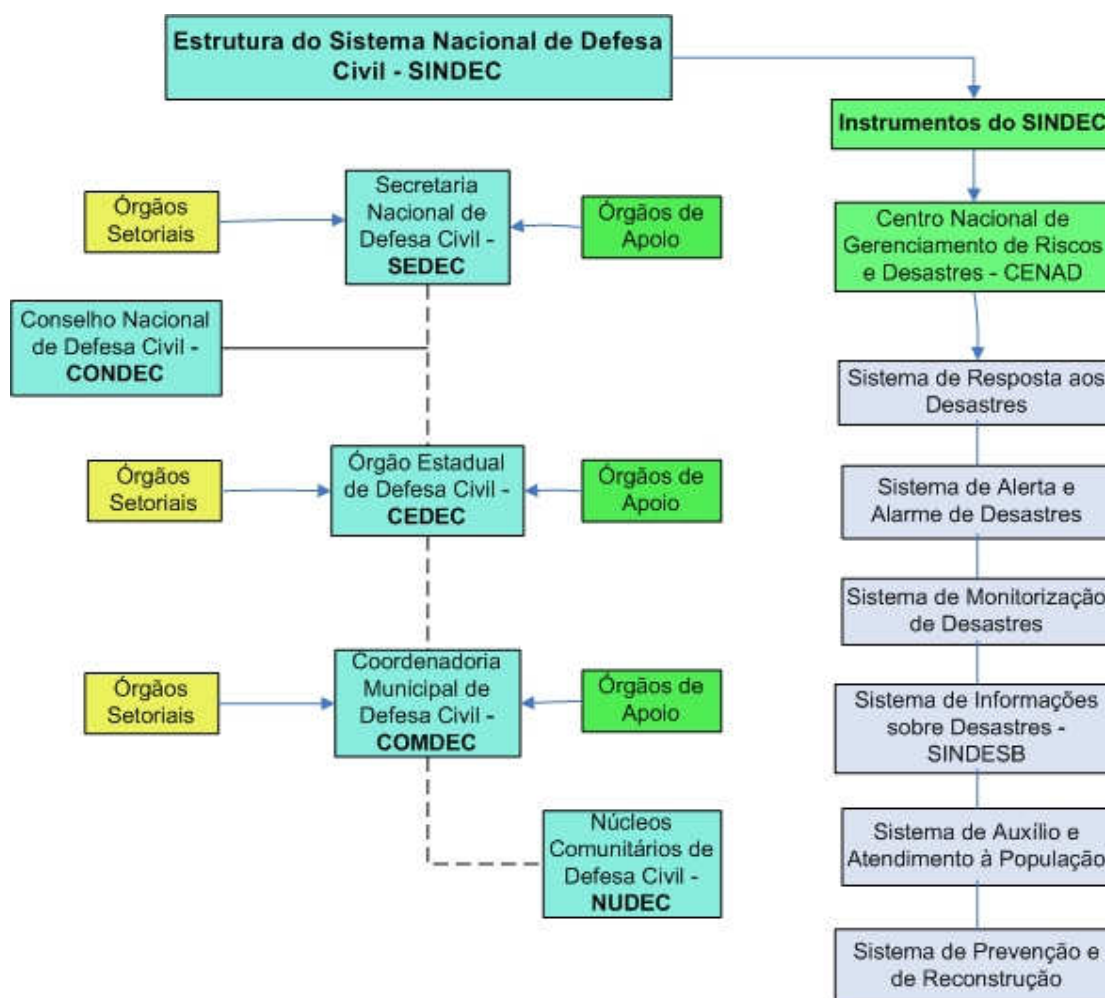 Estrutura do Sistema Nacional de Defesa
Civil - SINDEC
Instrumentos do SINDEC
Órgãos
Setoriais
Secretaria
Nacional de
Defesa Civil -
SEDEC
Órgãos de
Apoio
Centro Nacional de
Gerenciamento de Riscos
e Desastres - CENAD
Conselho Nacional
de Defesa Civil -
CONDEC
Sistema de Resposta aos
Desastres
Órgãos
Setoriais
Órgão Estadual
de Defesa Civil -
CEDEC
Órgãos de
Apoio
Sistema de Alerta e
Alarme de Desastres
Sistema de Monitorização
de Desastres
Órgãos
Setoriais
Coordenadoria
Municipal de
Defesa Civil -
COMDEC
Órgãos de
Apoio
Sistema de Informações
sobre Desastres -
SINDESB
Núcleos
Comunitários de
Defesa Civil -
NUDEC
Sistema de Auxílio e
Atendimento à População
Sistema de Prevenção e
de Reconstrução